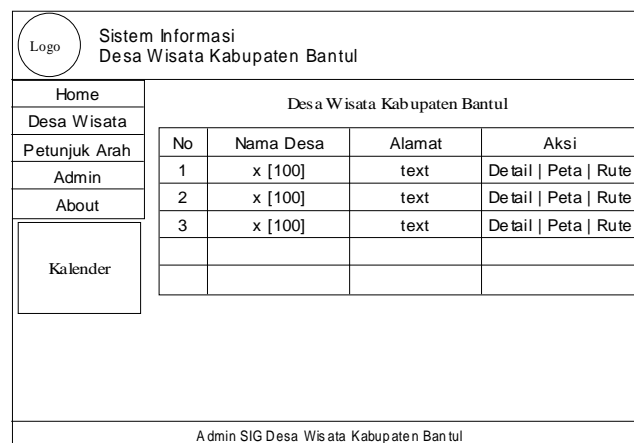 Logo
Sistem Informasi
Desa Wisata Kabupaten Bantul
Home
Desa Wisata
Petunjuk Arah
Admin
About
Kalender
Desa Wisata Kabupaten Bantul
No Nama Desa Alamat Aksi
1 x [100] text Detail | Peta | Rute
2 x [100] text Detail | Peta | Rute
3 x [100] text Detail | Peta | Rute
Admin SIG Desa Wisata Kabupaten Bantul